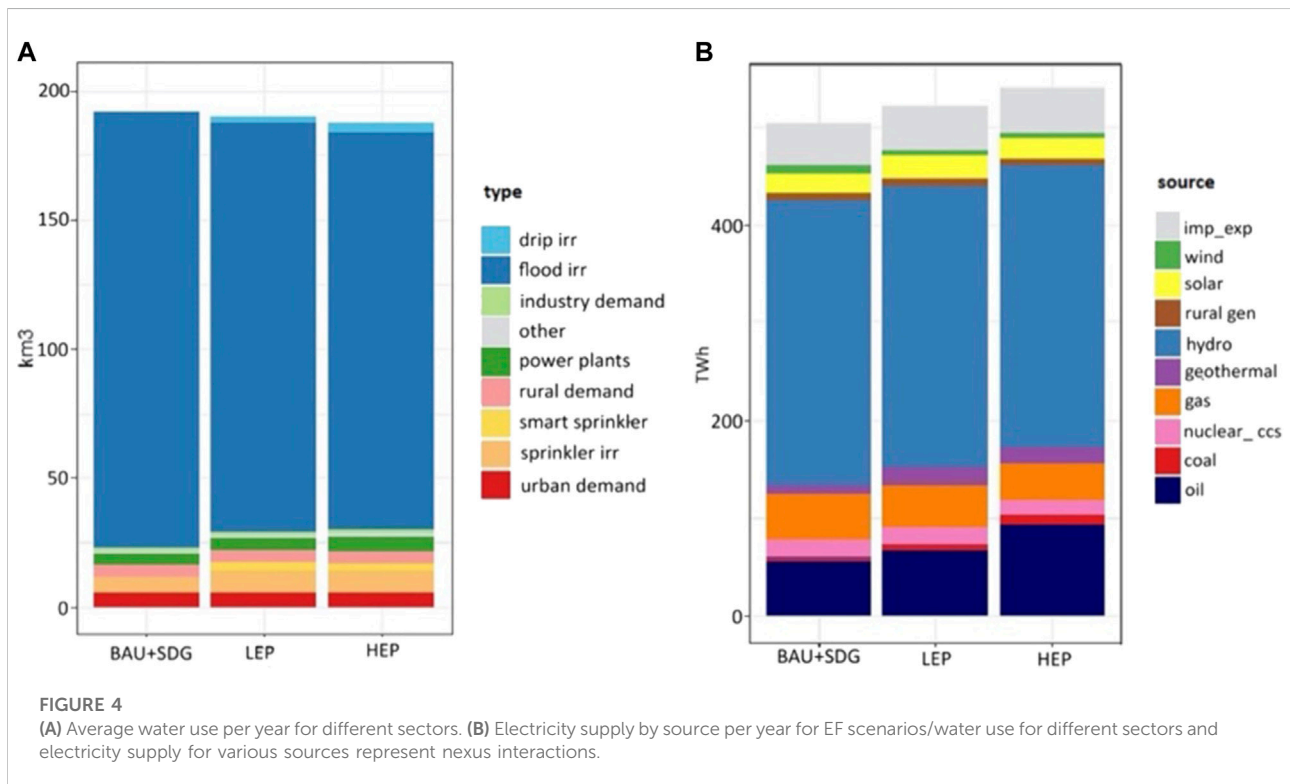 A
200
150
100
50
0
km3
BAU+SDG LEP HEP
type
drip irr
flood irr
industry demand
other
power plants
rural demand
smart sprinkler
sprinkler irr
urban demand
B
400
200
0
TWh
BAU+SDG LEP HEP
source
imp_exp
wind
solar
rural gen
hydro
geothermal
gas
nuclear_ ccs
coal
oil
FIGURE 4
(A) Average water use per year for different sectors. (B) Electricity supply by source per year for EF scenarios/water use for different sectors and
electricity supply for various sources represent nexus interactions.